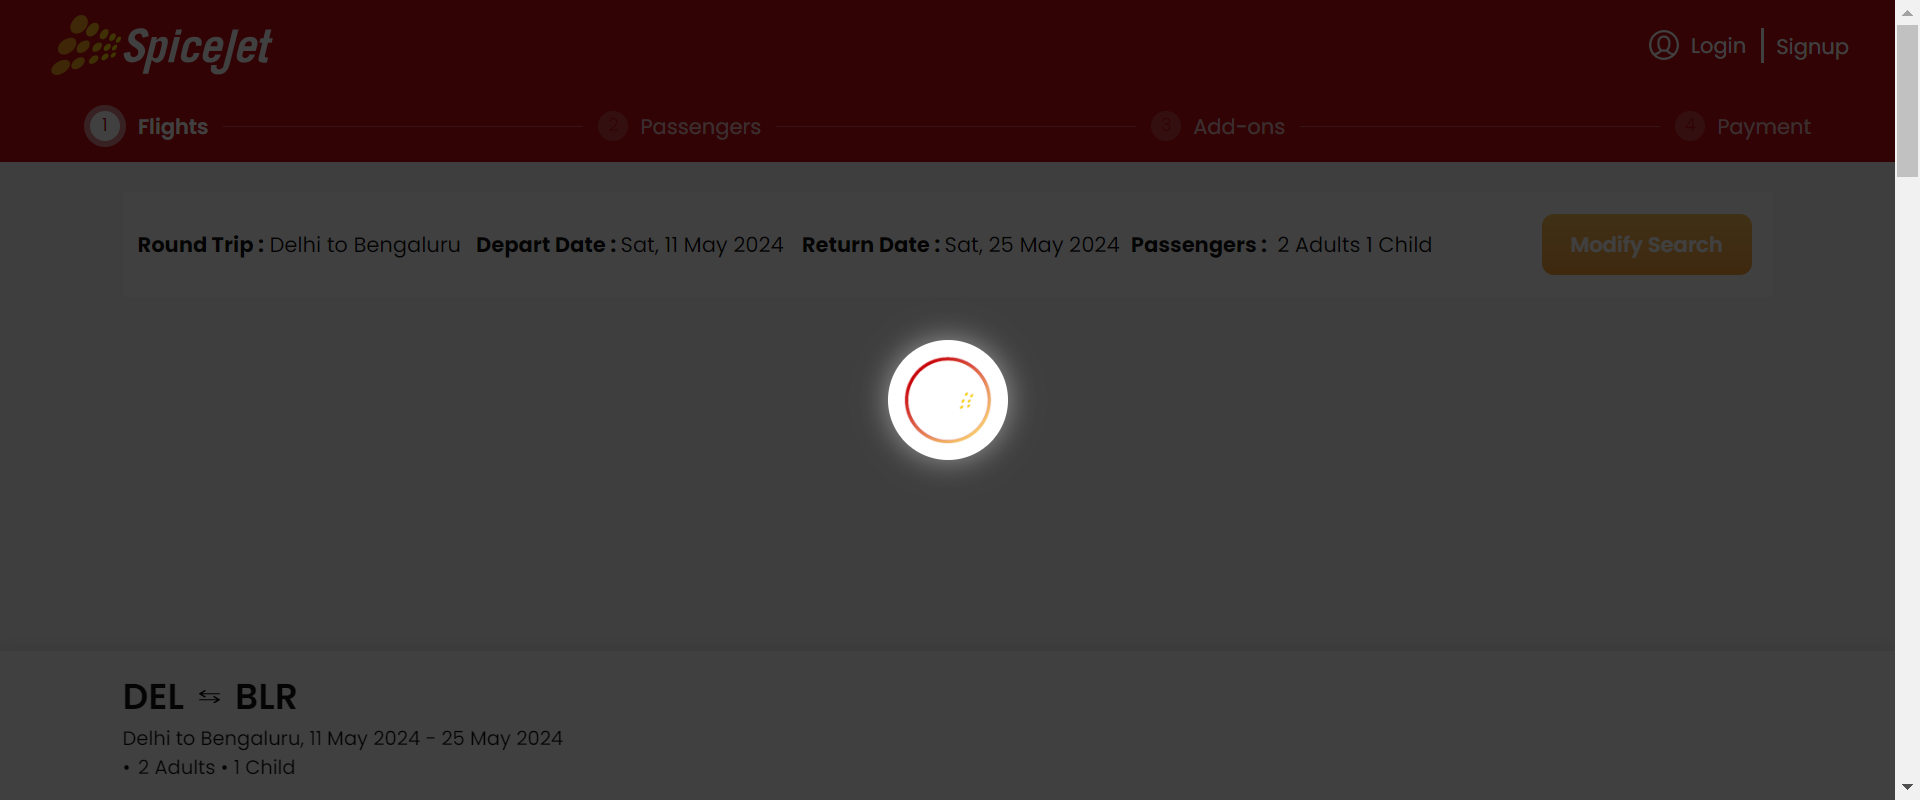 SpiceJet
Login Signup
1 Flights 2 Passengers 3 Add-ons 4 Payment
Round Trip : Delhi to Bengaluru Depart Date : Sat, 11 May 2024 Return Date : Sat, 25 May 2024 Passengers : 2 Adults 1 Child Modify Search
DEL ⇆ BLR
Delhi to Bengaluru, 11 May 2024 - 25 May 2024
• 2 Adults • 1 Child